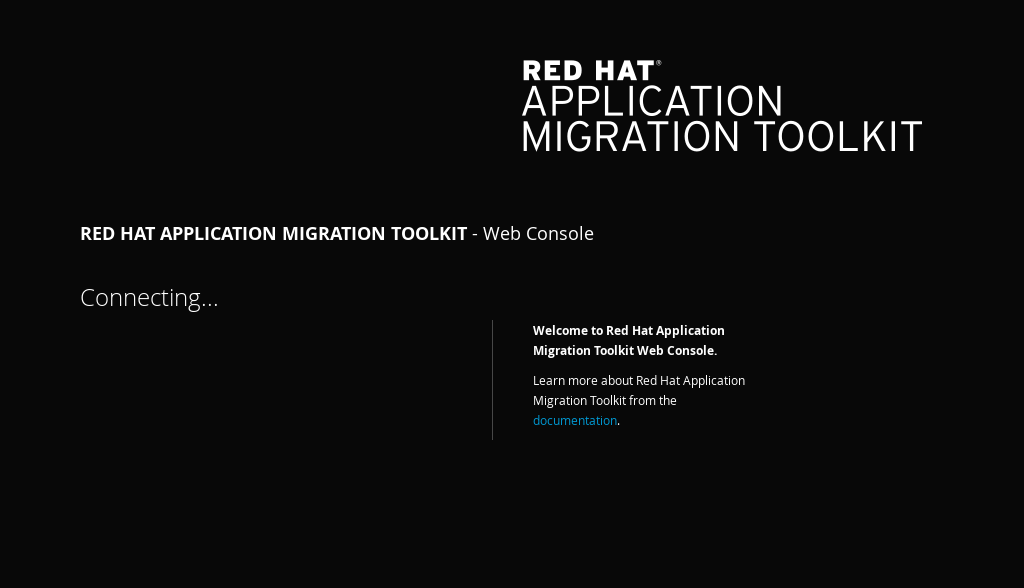 RED HAT®
APPLICATION
MIGRATION TOOLKIT
RED HAT APPLICATION MIGRATION TOOLKIT - Web Console
Connecting...
Welcome to Red Hat Application
Migration Toolkit Web Console.
Learn more about Red Hat Application
Migration Toolkit from the
documentation.